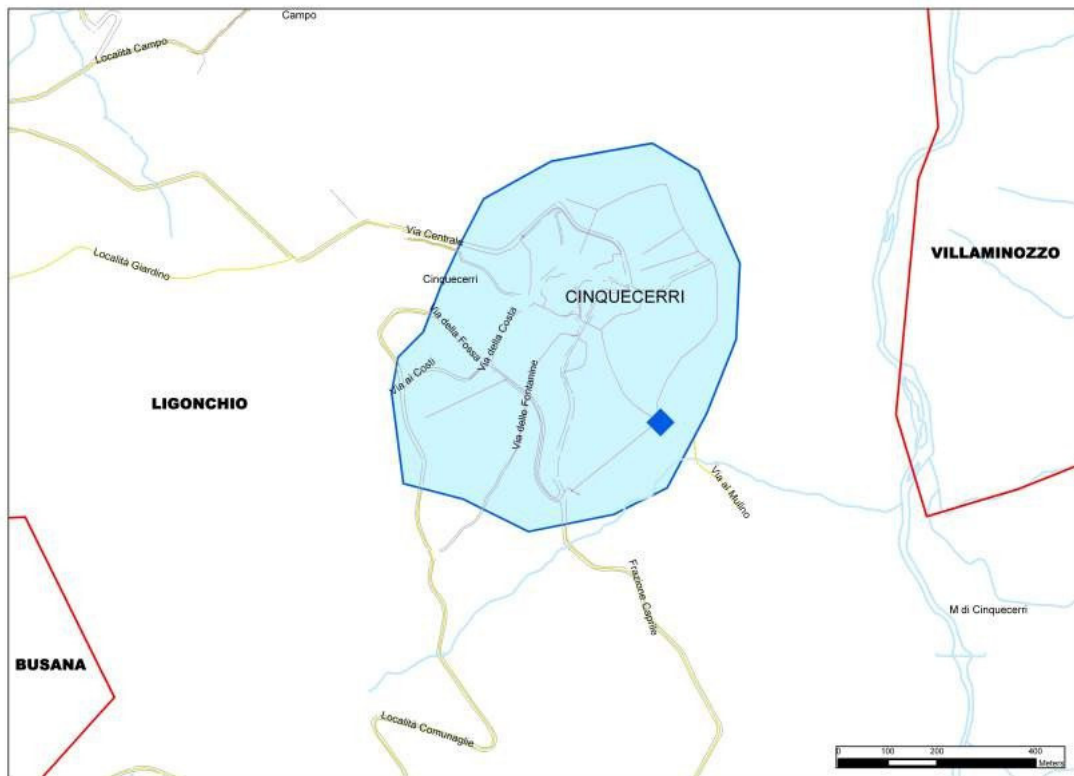 Campo
Località Campo
Via Centrale
Località Giardino
Cinquecerri
VILLAMINOZZO
CINQUECERRI
Via della Fossa
Via della Costa
Via ai Costi
Via delle Fontanine
LIGONCHIO
Via al Mulino
Frazione Caprile
M di Cinquecerri
BUSANA
Località Comunaglie
0 100 200 400
Meters